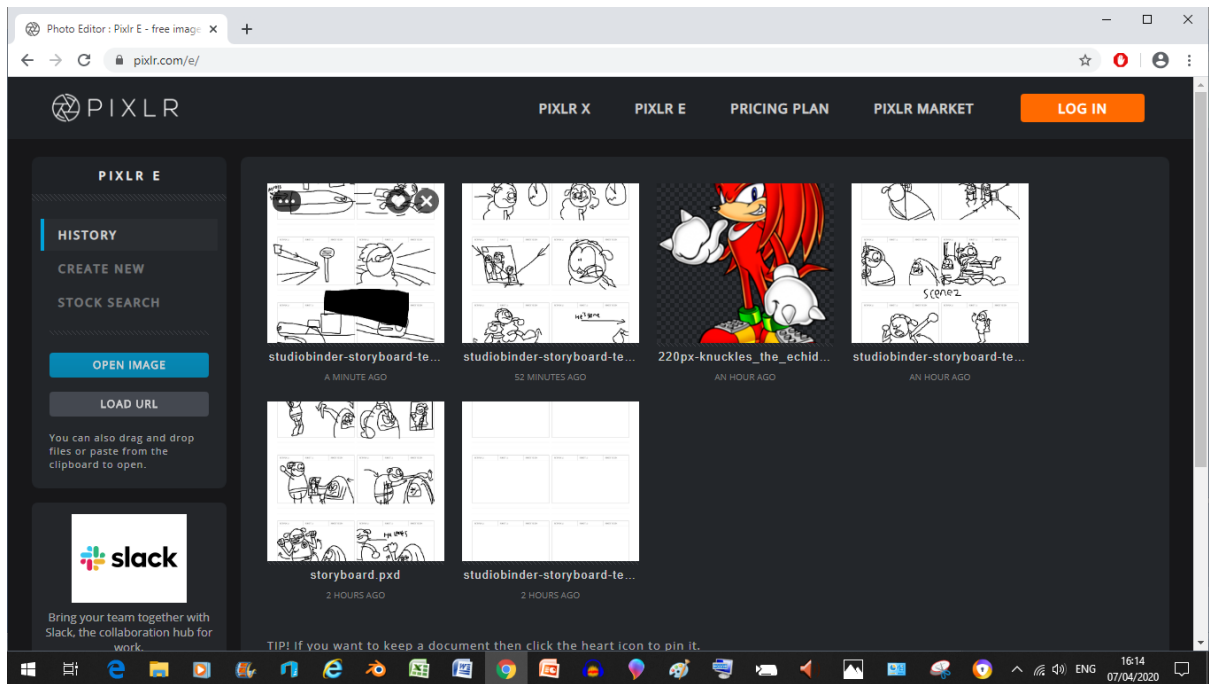 Photo Editor : Pixlr E - free image
pixlr.com/e/
PIXLR
PIXLR X
PIXLR E
PRICING PLAN
PIXLR MARKET
LOG IN
PIXLR E
HISTORY
CREATE NEW
STOCK SEARCH
OPEN IMAGE
LOAD URL
You can also drag and drop
files or paste from the
clipboard to open.
slack
Bring your team together with
Slack, the collaboration hub for
work.
studiobinder-storyboard-te...
A MINUTE AGO
studiobinder-storyboard-te...
52 MINUTES AGO
220px-knuckles_the_echid...
AN HOUR AGO
scene2
studiobinder-storyboard-te...
AN HOUR AGO
storyboard.pxd
2 HOURS AGO
studiobinder-storyboard-te...
2 HOURS AGO
TIP! If you want to keep a document then click the heart icon to pin it.
ENG
16:14
07/04/2020